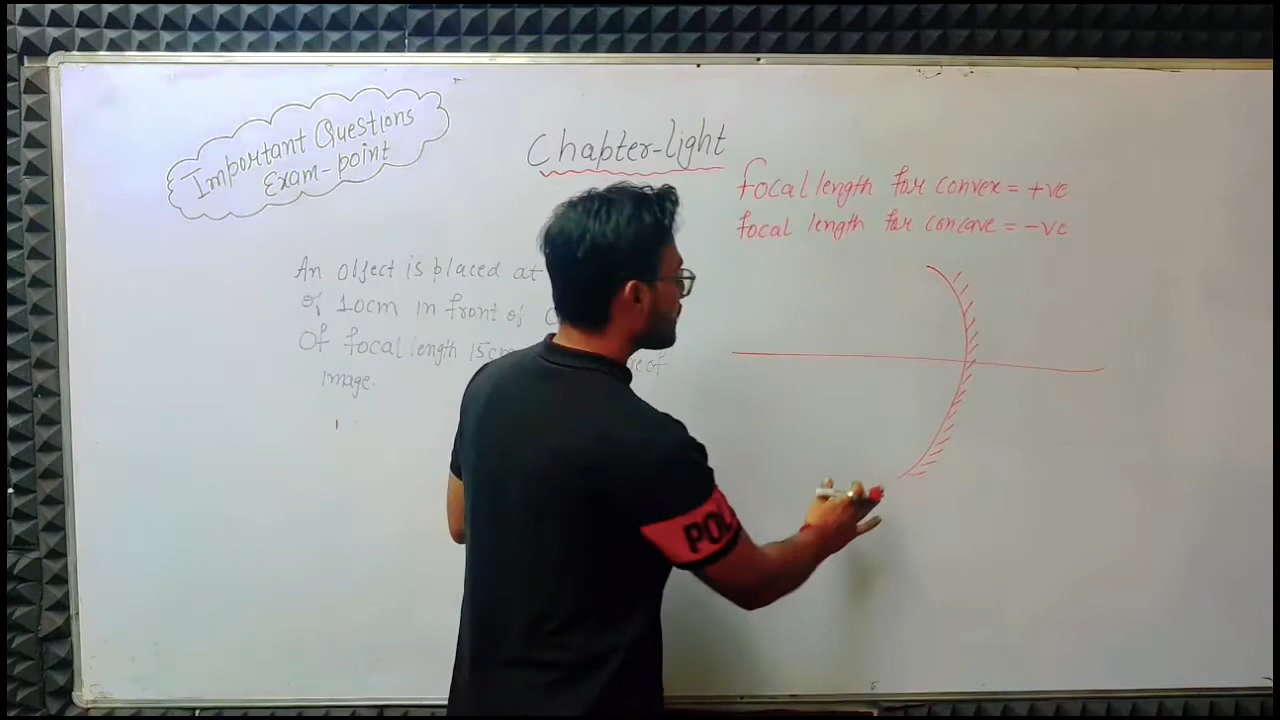 Important Questions
Exam-point
Chapter-light
focal length for convex = +ve
focal length for concave = -ve
An object is placed at
of 10cm in front of
Of focal length 15cm
image.
POL